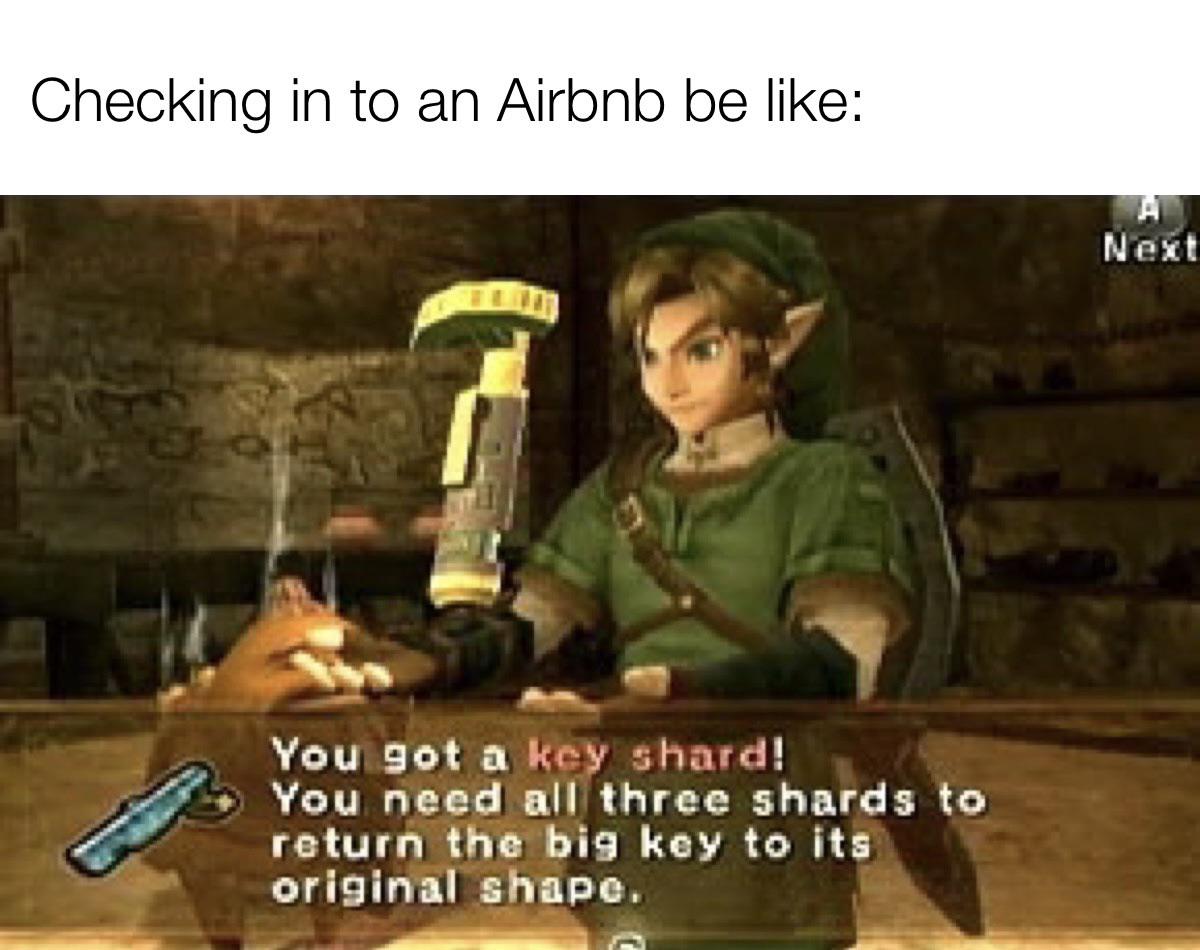 Checking in to an Airbnb be like:
A
Next
You got a key shard!
You need all three shards to
return the big key to its
original shape.